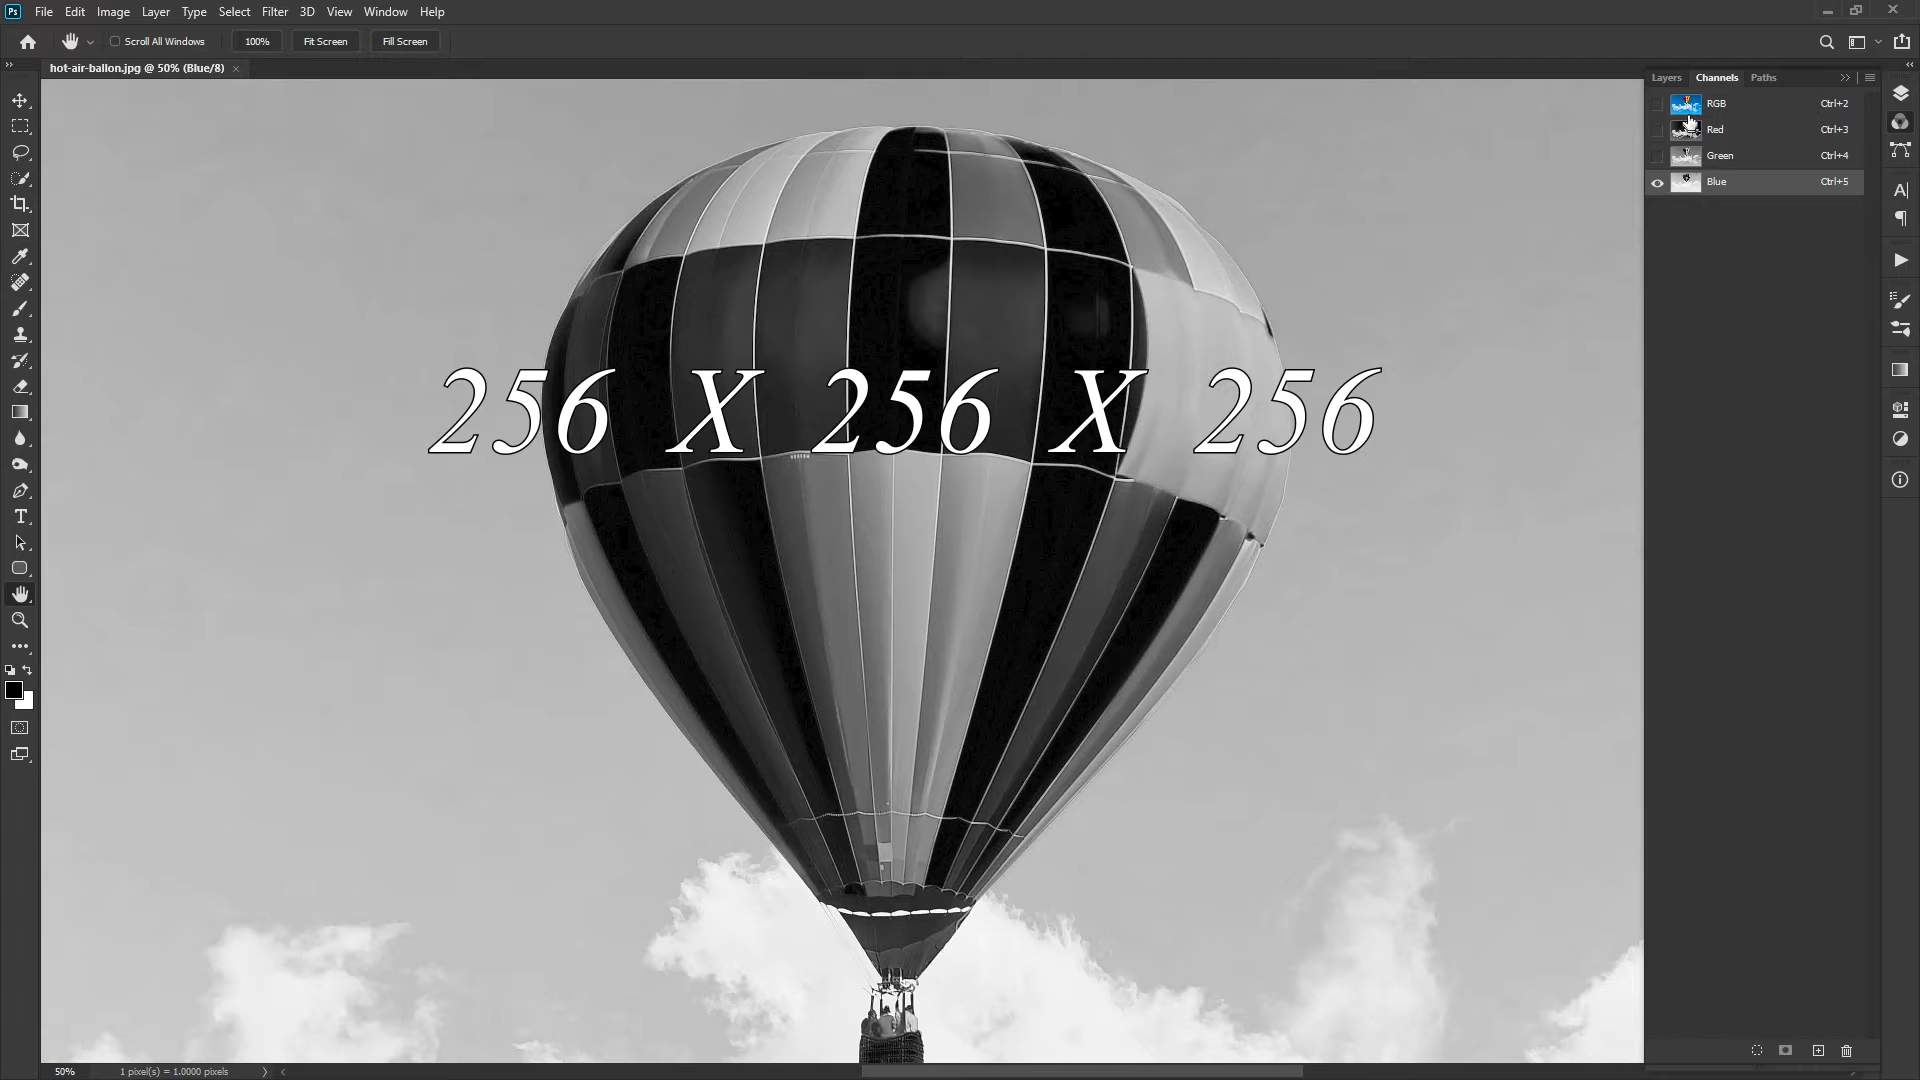 Ps File Edit Image Layer Type Select Filter 3D View Window Help
Scroll All Windows 100% Fit Screen Fill Screen
hot-air-ballon.jpg @ 50% (Blue/8) ×
Layers Channels Paths
RGB Ctrl+2
Red Ctrl+3
Green Ctrl+4
Blue Ctrl+5
256 X 256 X 256
50% 1 pixel(s) = 1.0000 pixels